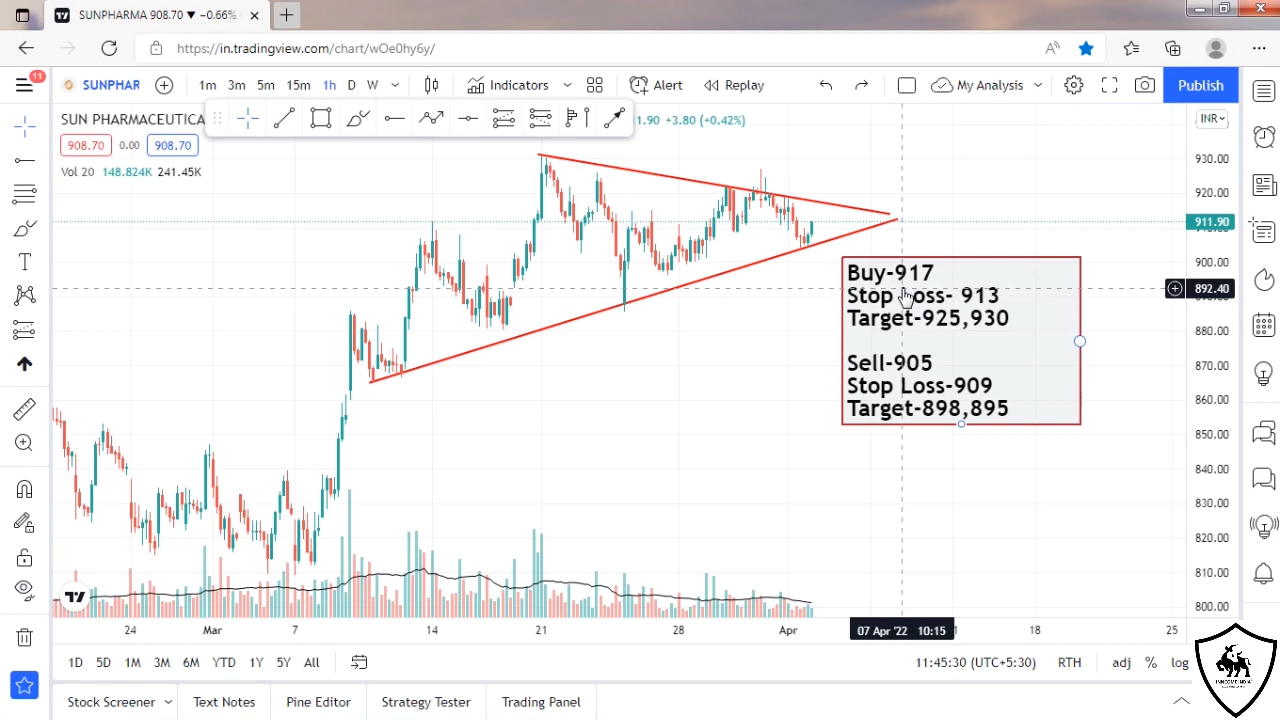 SUNPHARMA 908.70 ▼ −0.66%
https://in.tradingview.com/chart/wOe0hy6y/
11
SUNPHAR
1m 3m 5m 15m 1h D W
Indicators
Alert
Replay
My Analysis
Publish
SUN PHARMACEUTICA
1.90 +3.80 (+0.42%)
INR
908.70 0.00 908.70
Vol 20 148.824K 241.45K
930.00
920.00
911.90
900.00
892.40
880.00
870.00
860.00
850.00
840.00
830.00
820.00
810.00
800.00
Buy-917
Stop Loss- 913
Target-925,930
Sell-905
Stop Loss-909
Target-898,895
24 Mar 7 14 21 28 Apr 07 Apr '22 10:15 18 25
1D 5D 1M 3M 6M YTD 1Y 5Y All
11:45:30 (UTC+5:30) RTH adj % log
Stock Screener Text Notes Pine Editor Strategy Tester Trading Panel